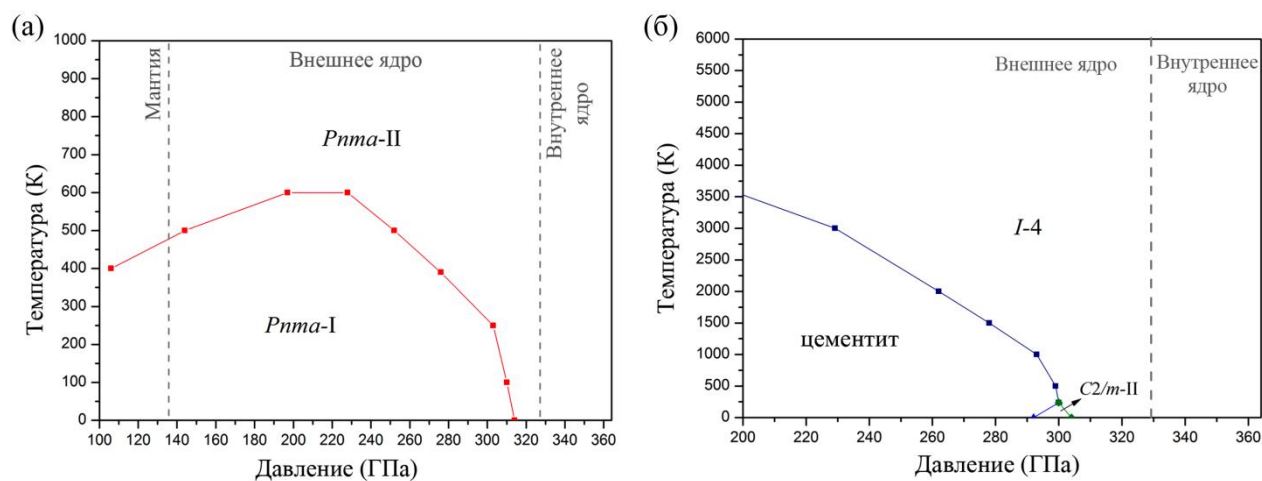 (а)
1000
900
800
700
600
500
400
300
200
100
0
Температура (К)
Мантия
Внешнее ядро
Внутреннее
ядро
Pnma-II
Pnma-I
100 120 140 160 180 200 220 240 260 280 300 320 340 360
Давление (ГПа)
(б)
6000
5500
5000
4500
4000
3500
3000
2500
2000
1500
1000
500
0
Температура (К)
Внешнее ядро
Внутреннее
ядро
I-4
цементит
C2/m-II
200 220 240 260 280 300 320 340 360
Давление (ГПа)